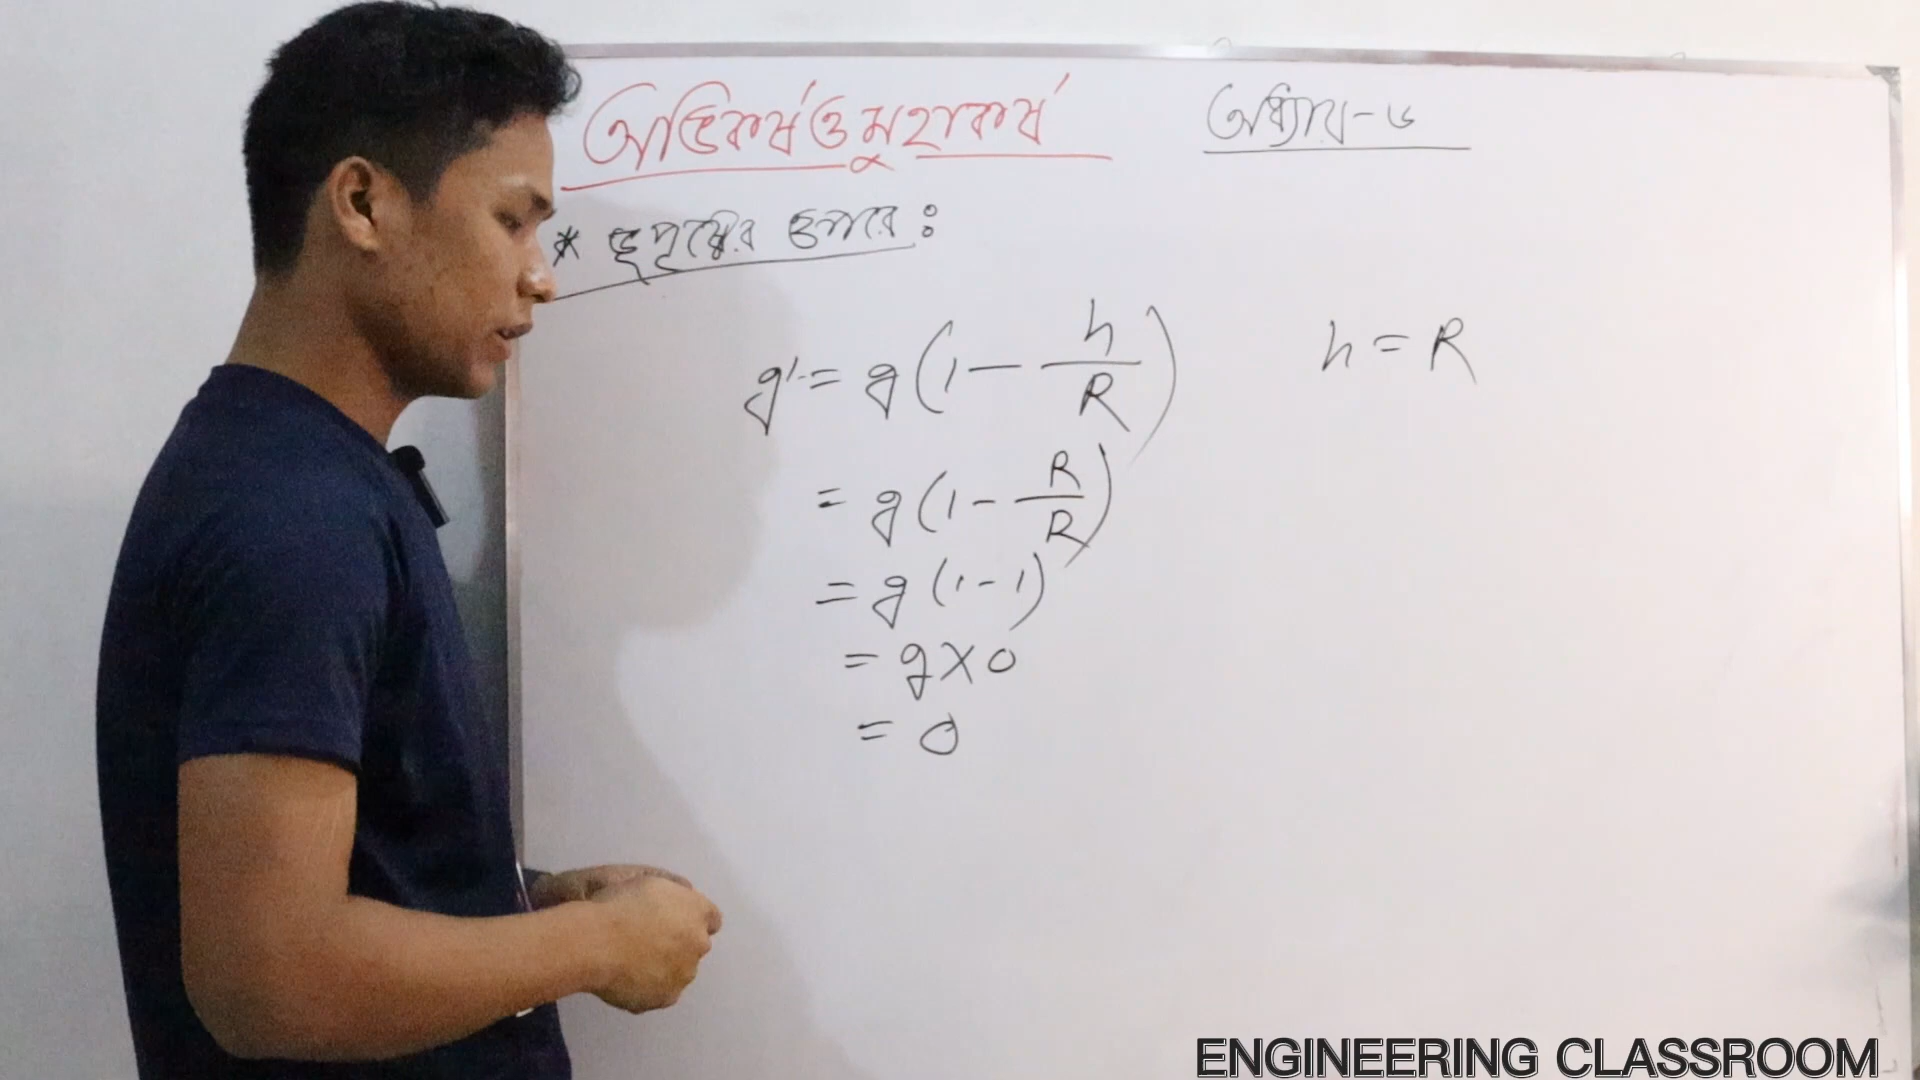 অভিকর্ষ ও মহাকর্ষ
অধ্যায়-৬
* ভূপৃষ্ঠের উপরে :
g' = g(1 - h/R)
h = R
= g(1 - R/R)
= g(1-1)
= g×0
= 0
ENGINEERING CLASSROOM